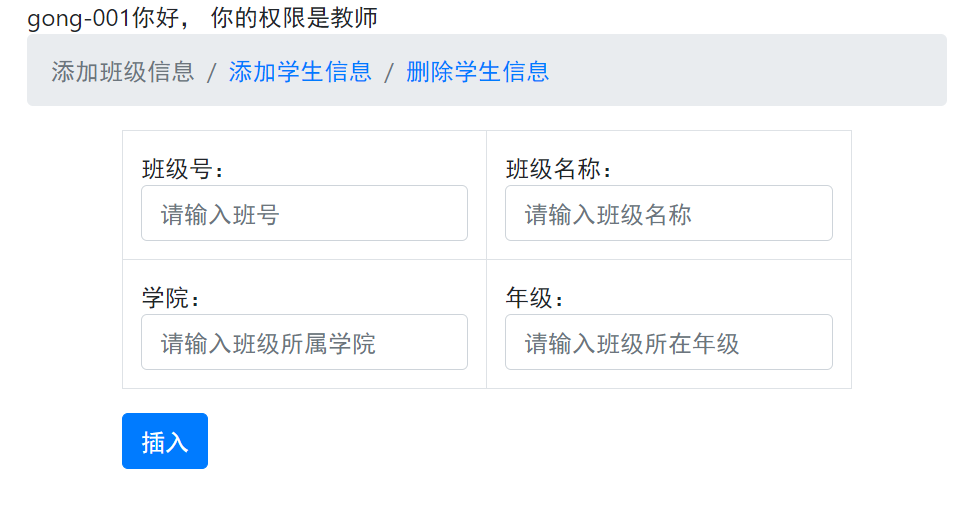 gong-001你好， 你的权限是教师
添加班级信息 / 添加学生信息 / 删除学生信息
班级号： 班级名称：
请输入班号 请输入班级名称
学院： 年级：
请输入班级所属学院 请输入班级所在年级
插入